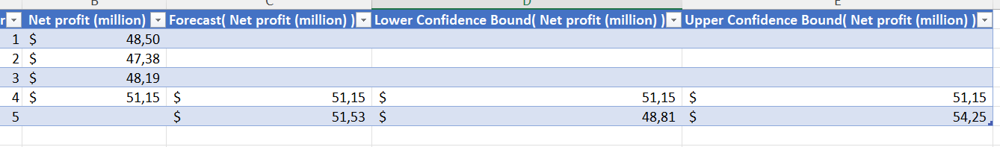 B C D E
r Net profit (million) Forecast( Net profit (million) ) Lower Confidence Bound( Net profit (million) ) Upper Confidence Bound( Net profit (million) )
1 $ 48,50
2 $ 47,38
3 $ 48,19
4 $ 51,15 $ 51,15 $ 51,15 $ 51,15
5 $ 51,53 $ 48,81 $ 54,25